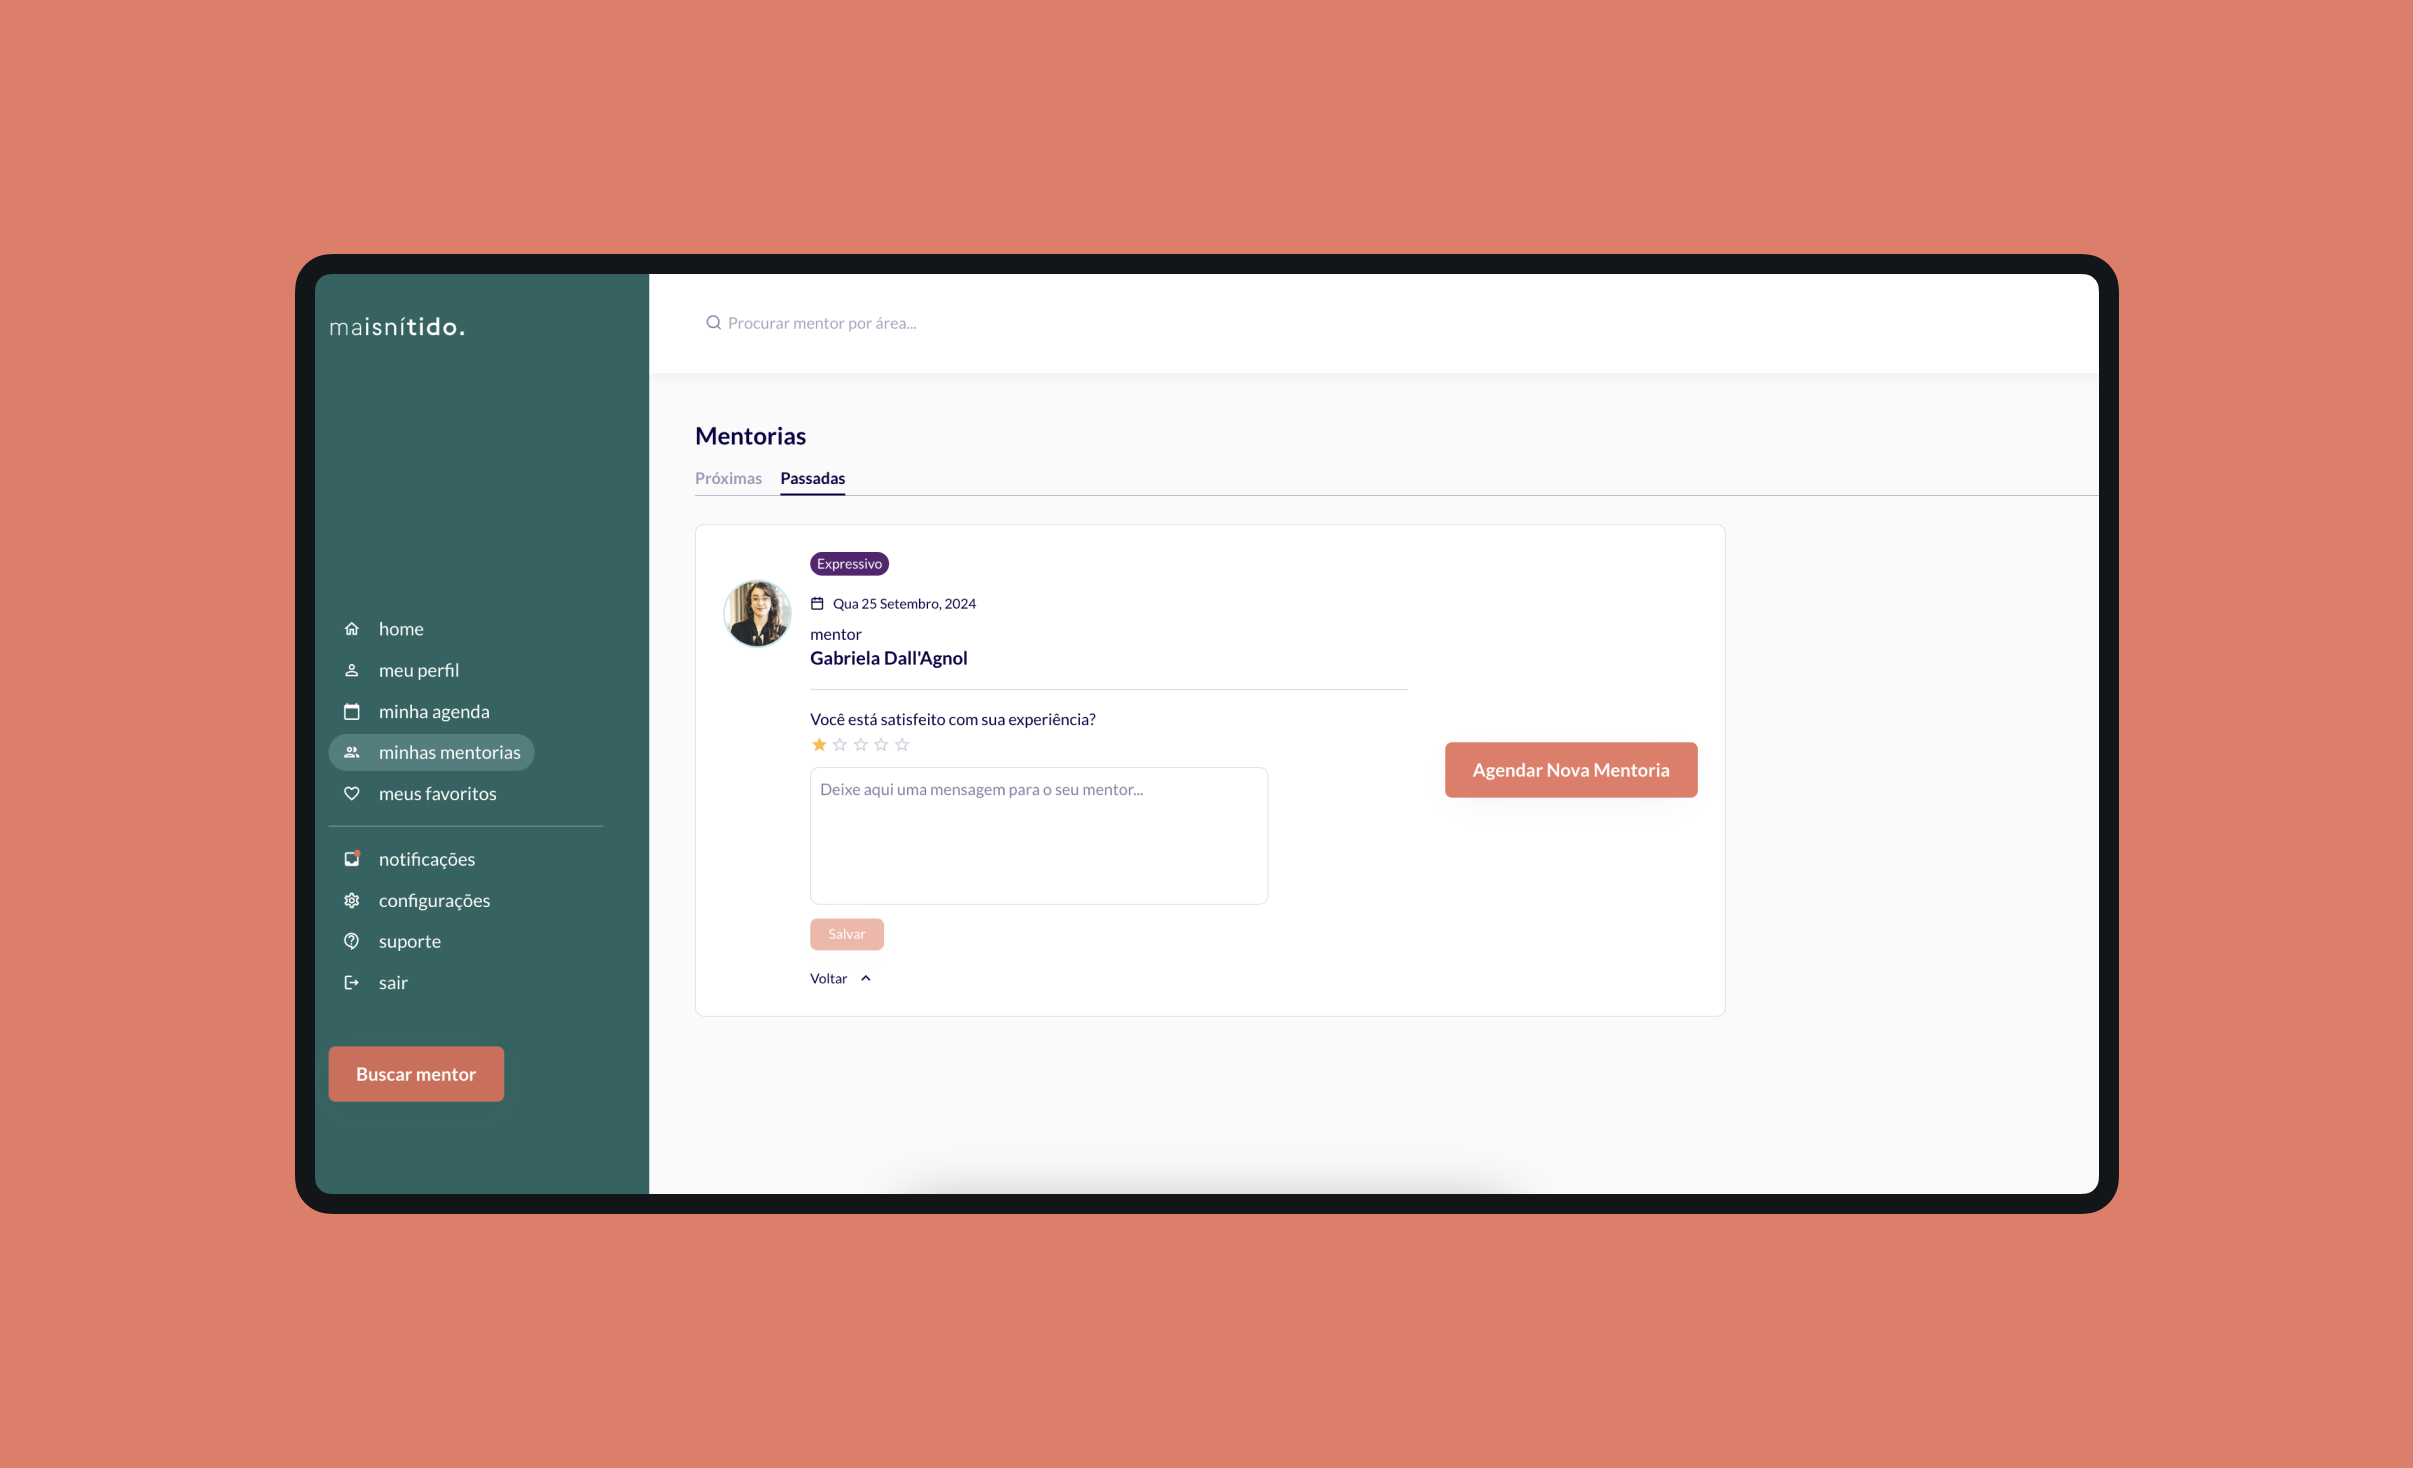 maisnítido.
Procurar mentor por área...
home
meu perfil
minha agenda
minhas mentorias
meus favoritos
notificações
configurações
suporte
sair
Buscar mentor
Mentorias
Próximas Passadas
Expressivo
Qua 25 Setembro, 2024
mentor
Gabriela Dall'Agnol
Você está satisfeito com sua experiência?
Deixe aqui uma mensagem para o seu mentor...
Salvar
Voltar
Agendar Nova Mentoria